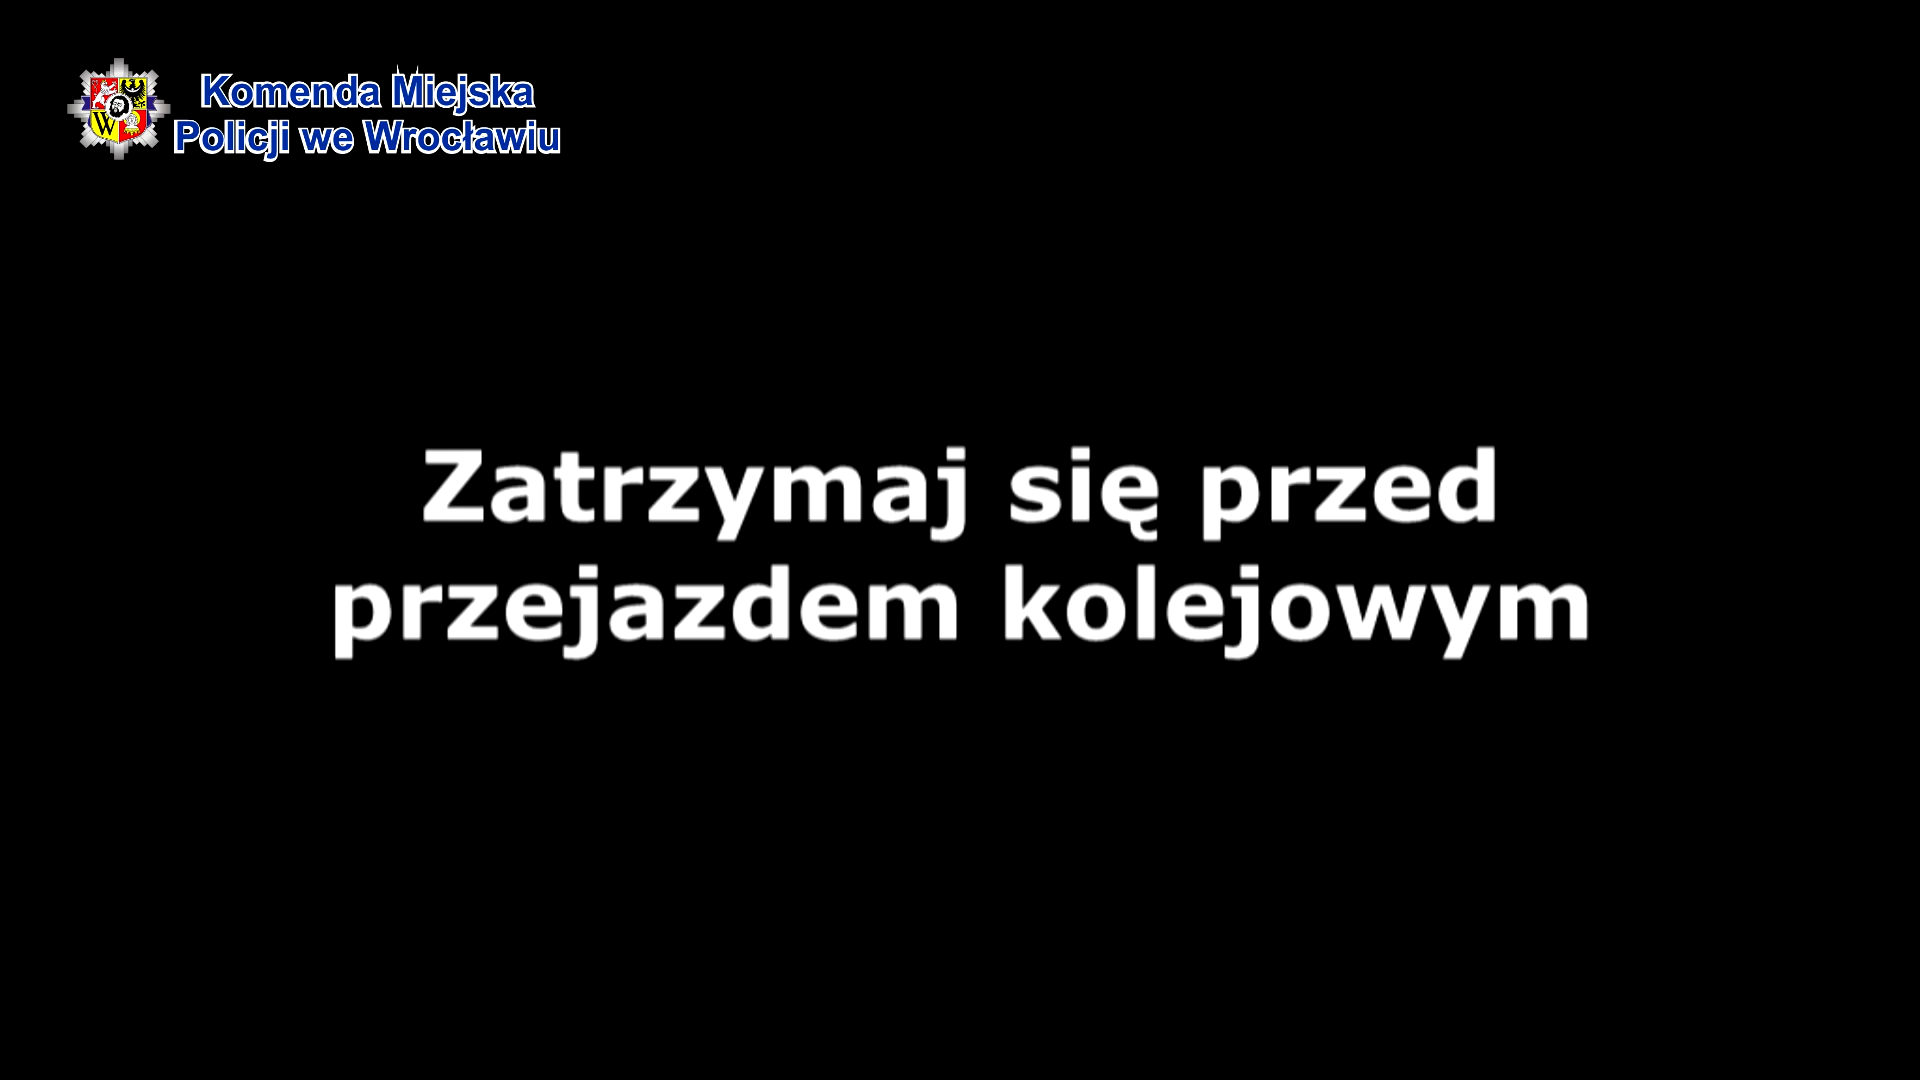 Komenda Miejska
Policji we Wrocławiu
Zatrzymaj się przed
przejazdem kolejowym